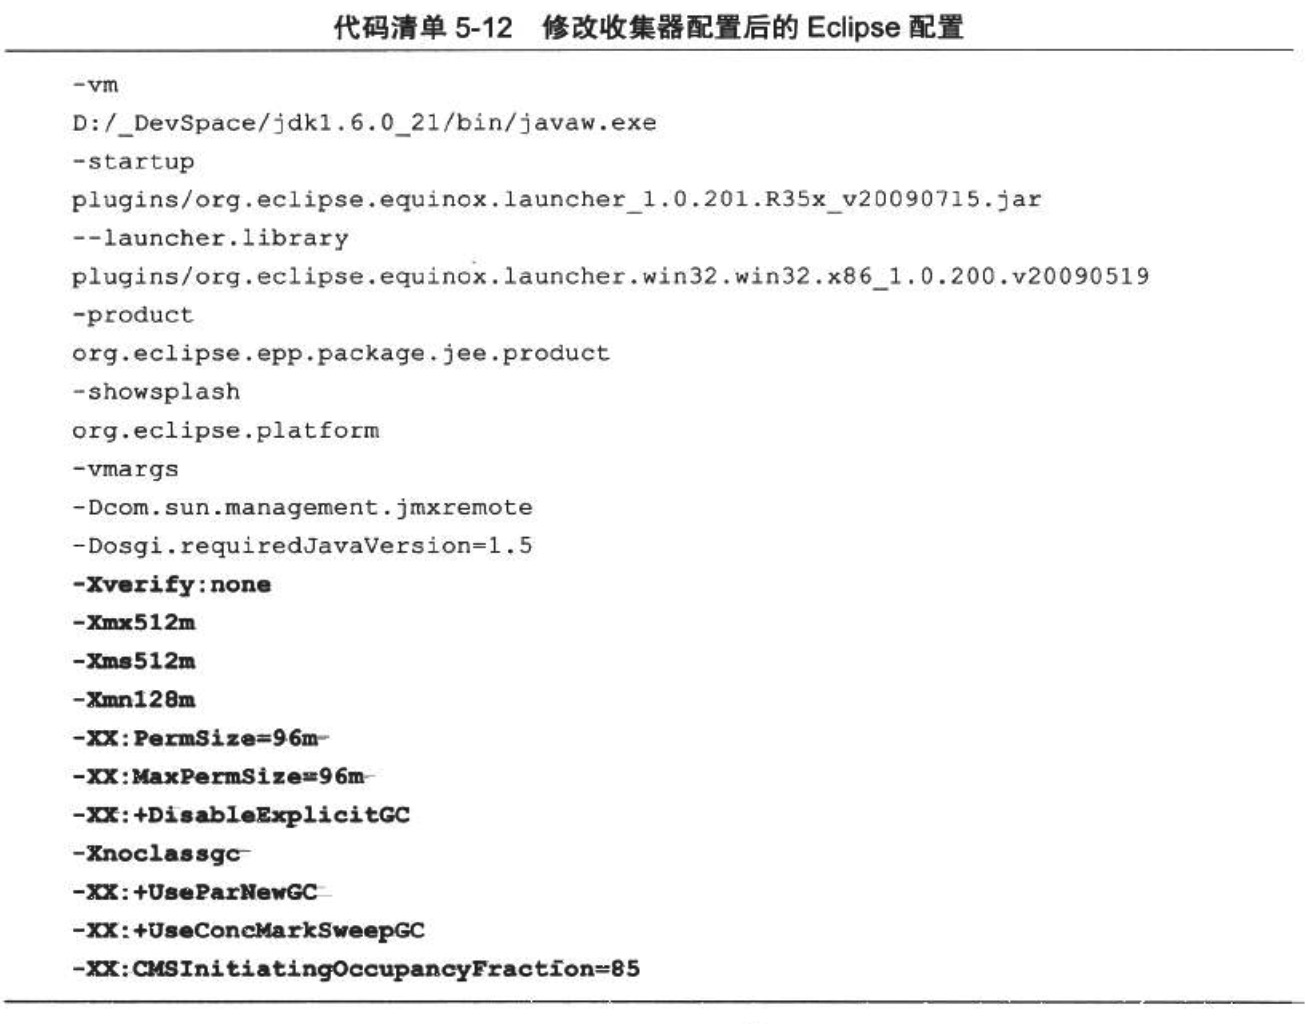 代码清单 5-12 修改收集器配置后的 Eclipse 配置
-vm
D:/_DevSpace/jdk1.6.0_21/bin/javaw.exe
-startup
plugins/org.eclipse.equinox.launcher_1.0.201.R35x_v20090715.jar
--launcher.library
plugins/org.eclipse.equinox.launcher.win32.win32.x86_1.0.200.v20090519
-product
org.eclipse.epp.package.jee.product
-showsplash
org.eclipse.platform
-vmargs
-Dcom.sun.management.jmxremote
-Dosgi.requiredJavaVersion=1.5
-Xverify:none
-Xmx512m
-Xms512m
-Xmn128m
-XX:PermSize=96m
-XX:MaxPermSize=96m
-XX:+DisableExplicitGC
-Xnoclassgc
-XX:+UseParNewGC
-XX:+UseConcMarkSweepGC
-XX:CMSInitiatingOccupancyFraction=85